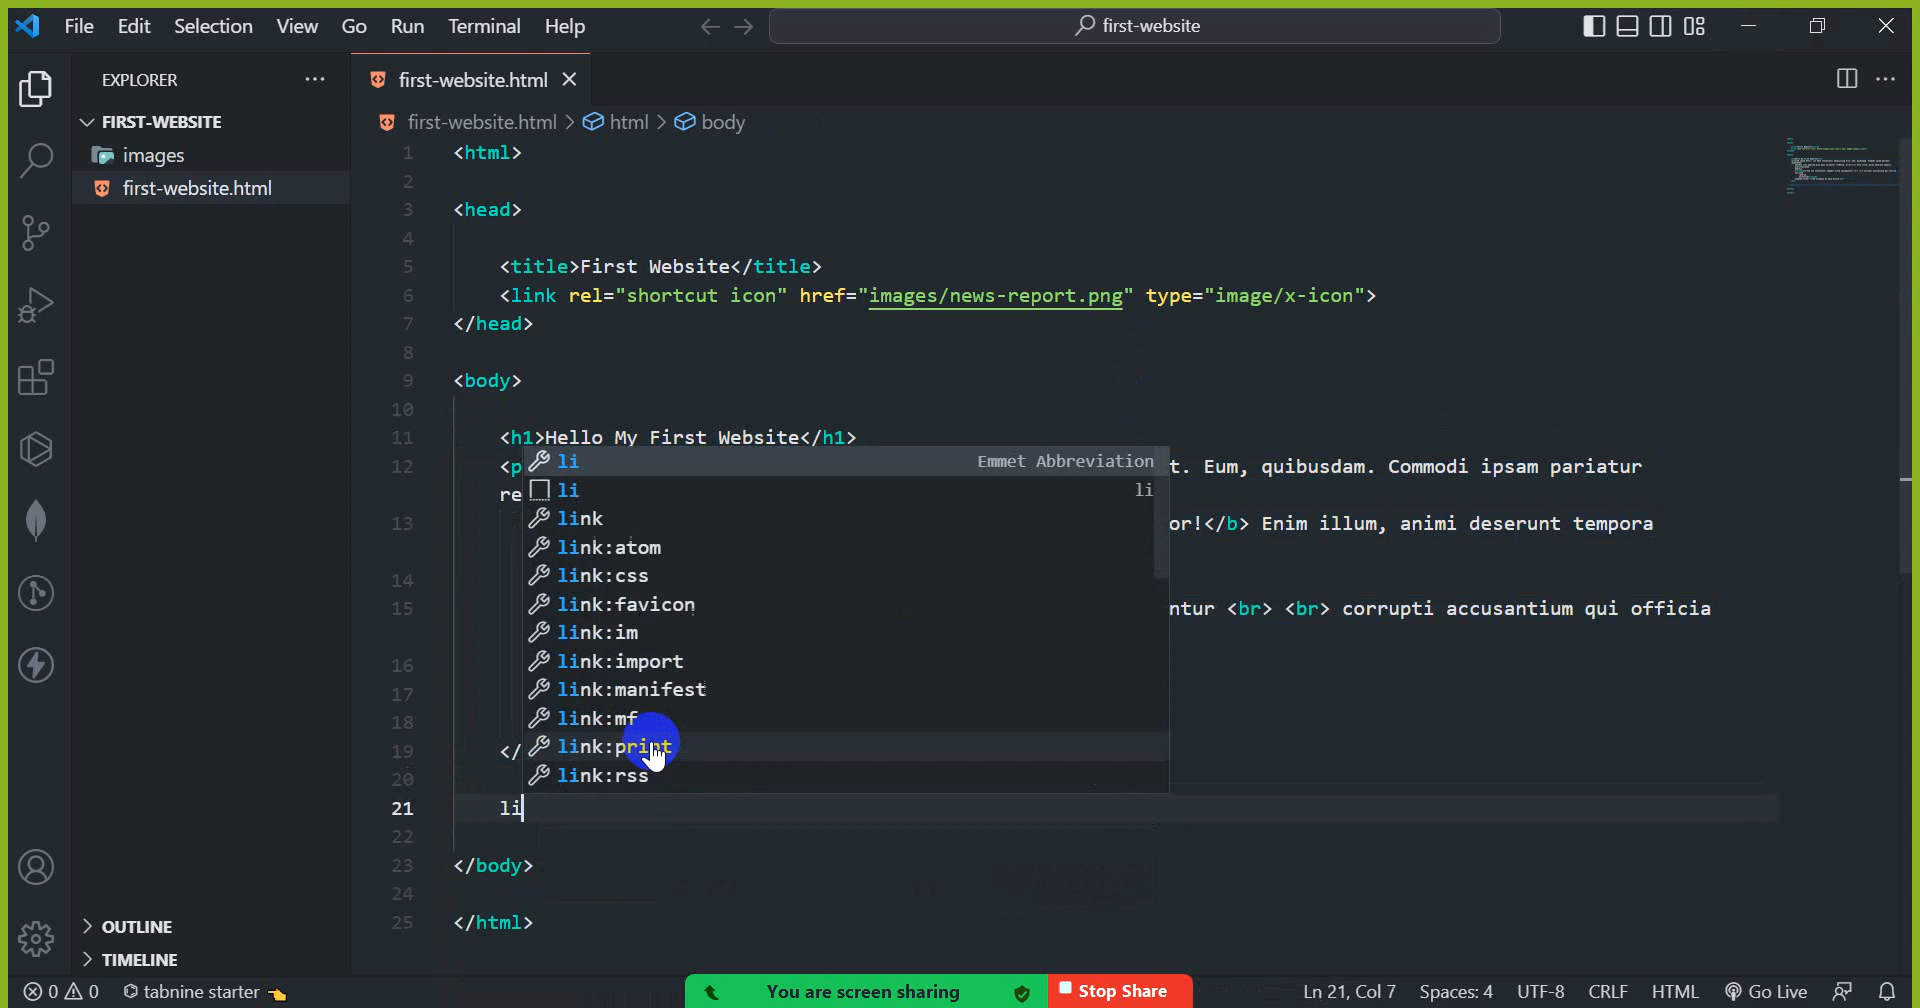 File Edit Selection View Go Run Terminal Help first-website
EXPLORER
first-website.html
FIRST-WEBSITE
images
first-website.html
first-website.html > html > body
1 <html>
2
3 <head>
4
5 <title>First Website</title>
6 <link rel="shortcut icon" href="images/news-report.png" type="image/x-icon">
7 </head>
8
9 <body>
10
11 <h1>Hello My First Website</h1>
12 <p t. Eum, quibusdam. Commodi ipsam pariatur
re
13 or!</b> Enim illum, animi deserunt tempora
14
15 ntur <br> <br> corrupti accusantium qui officia
16
17
18
19 </
20
21 li
22
23 </body>
24
25 </html>
li Emmet Abbreviation
li li
link
link:atom
link:css
link:favicon
link:im
link:import
link:manifest
link:mf
link:print
link:rss
OUTLINE
TIMELINE
0 0 tabnine starter
You are screen sharing Stop Share
Ln 21, Col 7 Spaces: 4 UTF-8 CRLF HTML Go Live